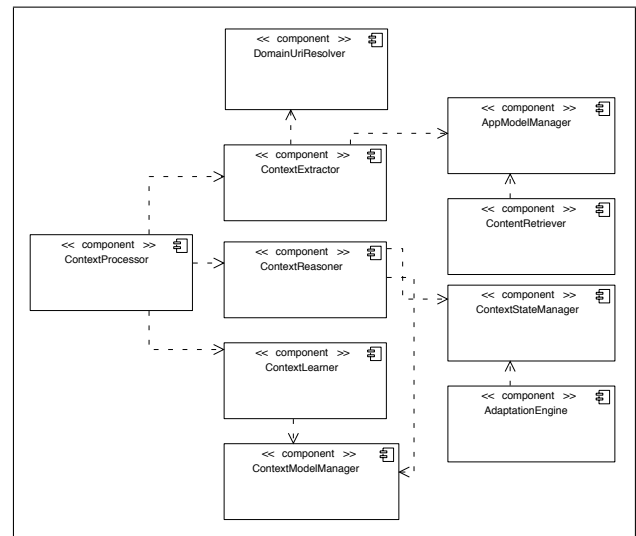 << component >>
DomainUriResolver
<< component >>
AppModelManager
<< component >>
ContextExtractor
<< component >>
ContentRetriever
<< component >>
ContextProcessor
<< component >>
ContextReasoner
<< component >>
ContextStateManager
<< component >>
ContextLearner
<< component >>
AdaptationEngine
<< component >>
ContextModelManager